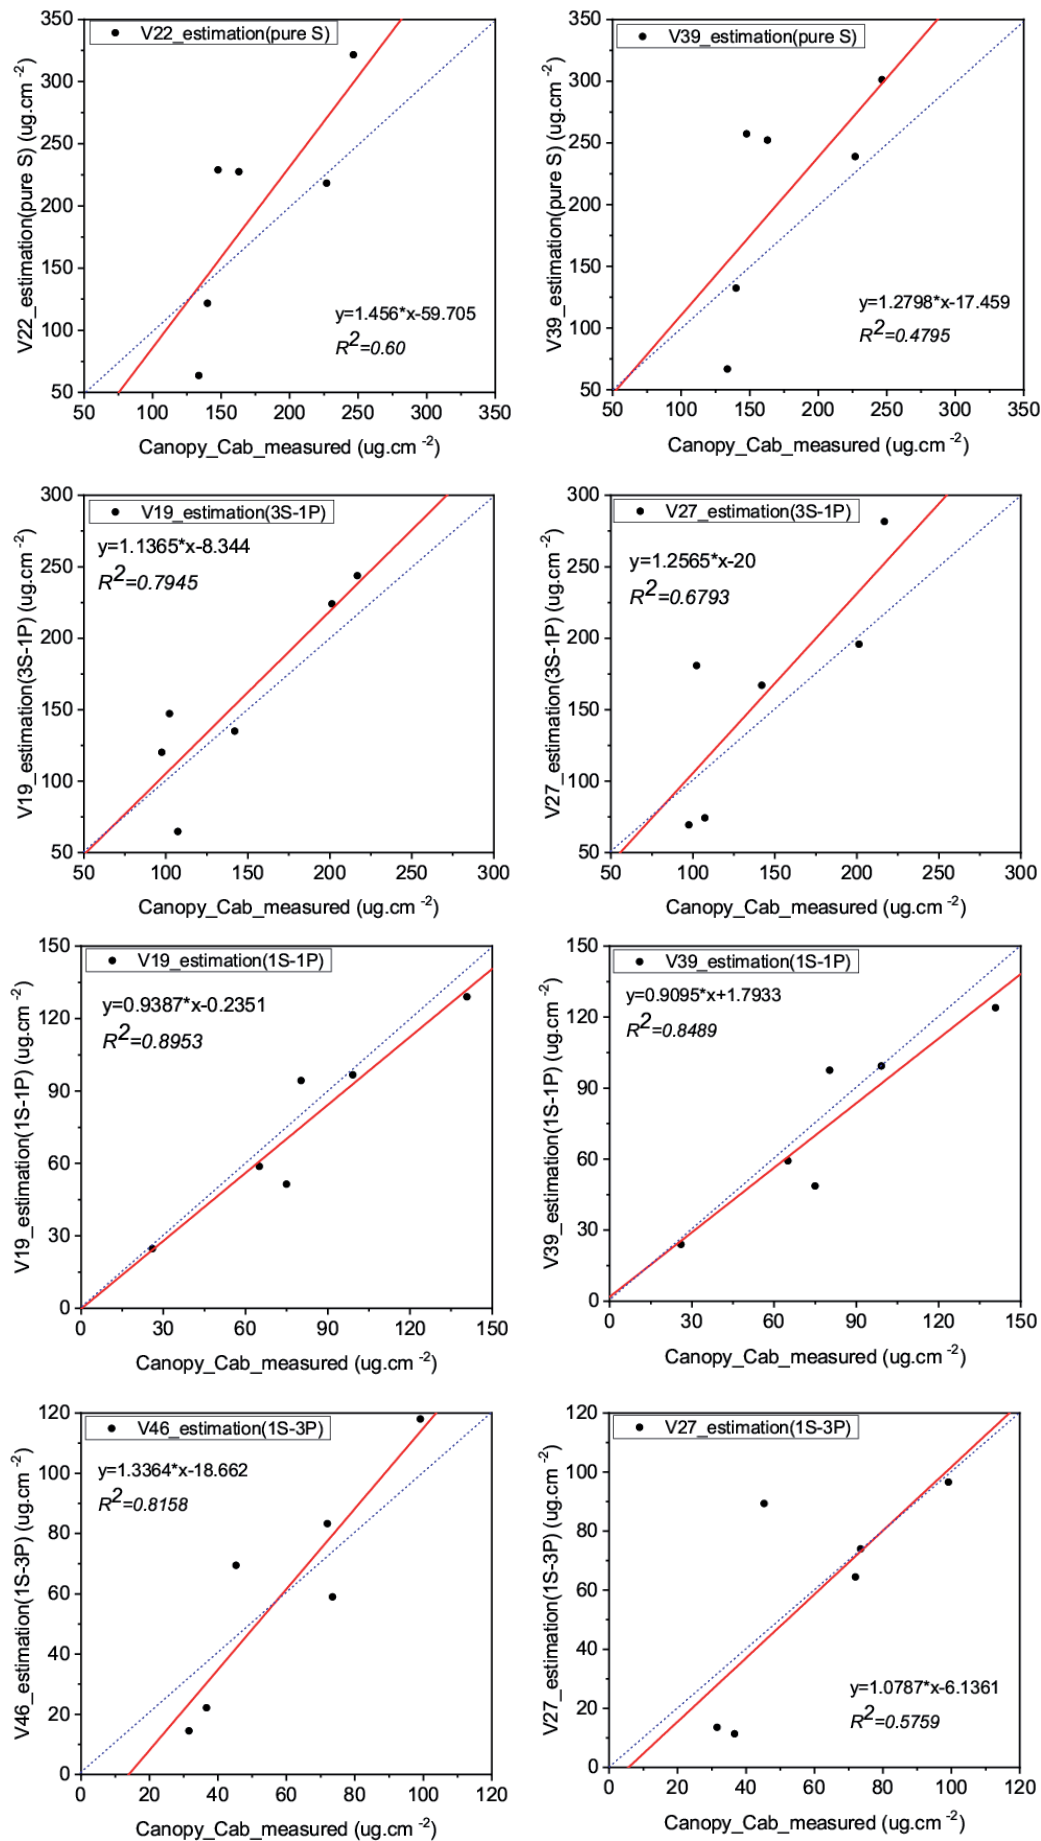 V22_estimation(pure S)
y=1.456*x-59.705
R²=0.60
350
300
250
200
150
100
50
50 100 150 200 250 300 350
V22_estimation(pure S) (ug.cm⁻²)
Canopy_Cab_measured (ug.cm⁻²)
V39_estimation(pure S)
y=1.2798*x-17.459
R²=0.4795
350
300
250
200
150
100
50
50 100 150 200 250 300 350
V39_estimation(pure S) (ug.cm⁻²)
Canopy_Cab_measured (ug.cm⁻²)
V19_estimation(3S-1P)
y=1.1365*x-8.344
R²=0.7945
300
250
200
150
100
50
50 100 150 200 250 300
V19_estimation(3S-1P) (ug.cm⁻²)
Canopy_Cab_measured (ug.cm⁻²)
V27_estimation(3S-1P)
y=1.2565*x-20
R²=0.6793
300
250
200
150
100
50
50 100 150 200 250 300
V27_estimation(3S-1P) (ug.cm⁻²)
Canopy_Cab_measured (ug.cm⁻²)
V19_estimation(1S-1P)
y=0.9387*x-0.2351
R²=0.8953
150
120
90
60
30
0
0 30 60 90 120 150
V19_estimation(1S-1P) (ug.cm⁻²)
Canopy_Cab_measured (ug.cm⁻²)
V39_estimation(1S-1P)
y=0.9095*x+1.7933
R²=0.8489
150
120
90
60
30
0
0 30 60 90 120 150
V39_estimation(1S-1P) (ug.cm⁻²)
Canopy_Cab_measured (ug.cm⁻²)
V46_estimation(1S-3P)
y=1.3364*x-18.662
R²=0.8158
120
100
80
60
40
20
0
0 20 40 60 80 100 120
V46_estimation(1S-3P) (ug.cm⁻²)
Canopy_Cab_measured (ug.cm⁻²)
V27_estimation(1S-3P)
y=1.0787*x-6.1361
R²=0.5759
120
100
80
60
40
20
0
0 20 40 60 80 100 120
V27_estimation(1S-3P) (ug.cm⁻²)
Canopy_Cab_measured (ug.cm⁻²)